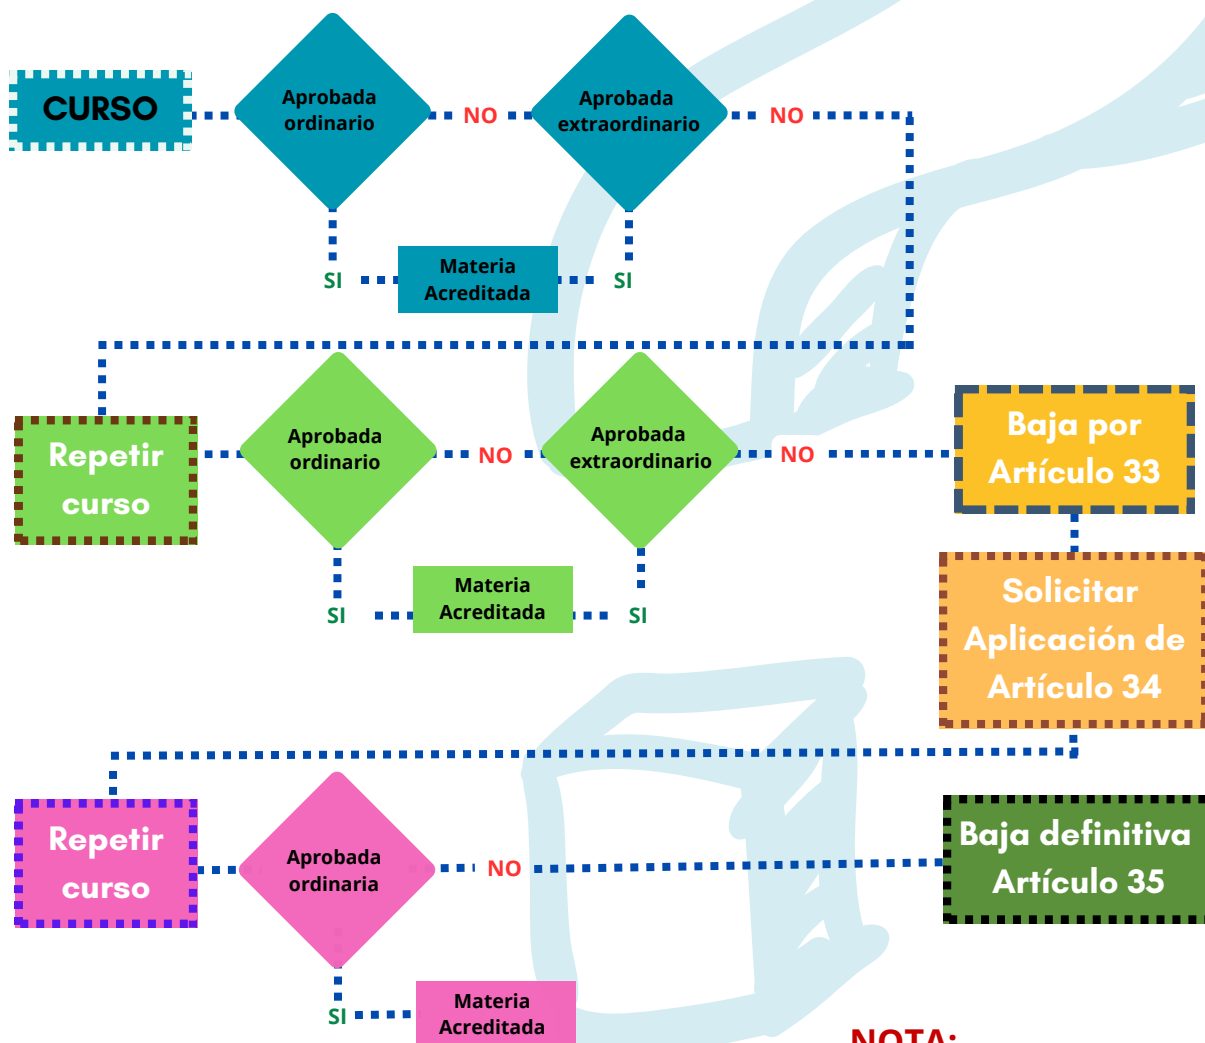 CURSO
Aprobada
ordinario
NO
Aprobada
extraordinario
NO
SI
Materia
Acreditada
SI
Repetir
curso
Aprobada
ordinario
NO
Aprobada
extraordinario
NO
Baja por
Artículo 33
SI
Materia
Acreditada
SI
Solicitar
Aplicación de
Artículo 34
Repetir
curso
Aprobada
ordinaria
NO
Baja definitiva
Artículo 35
SI
Materia
Acreditada
NOTA: